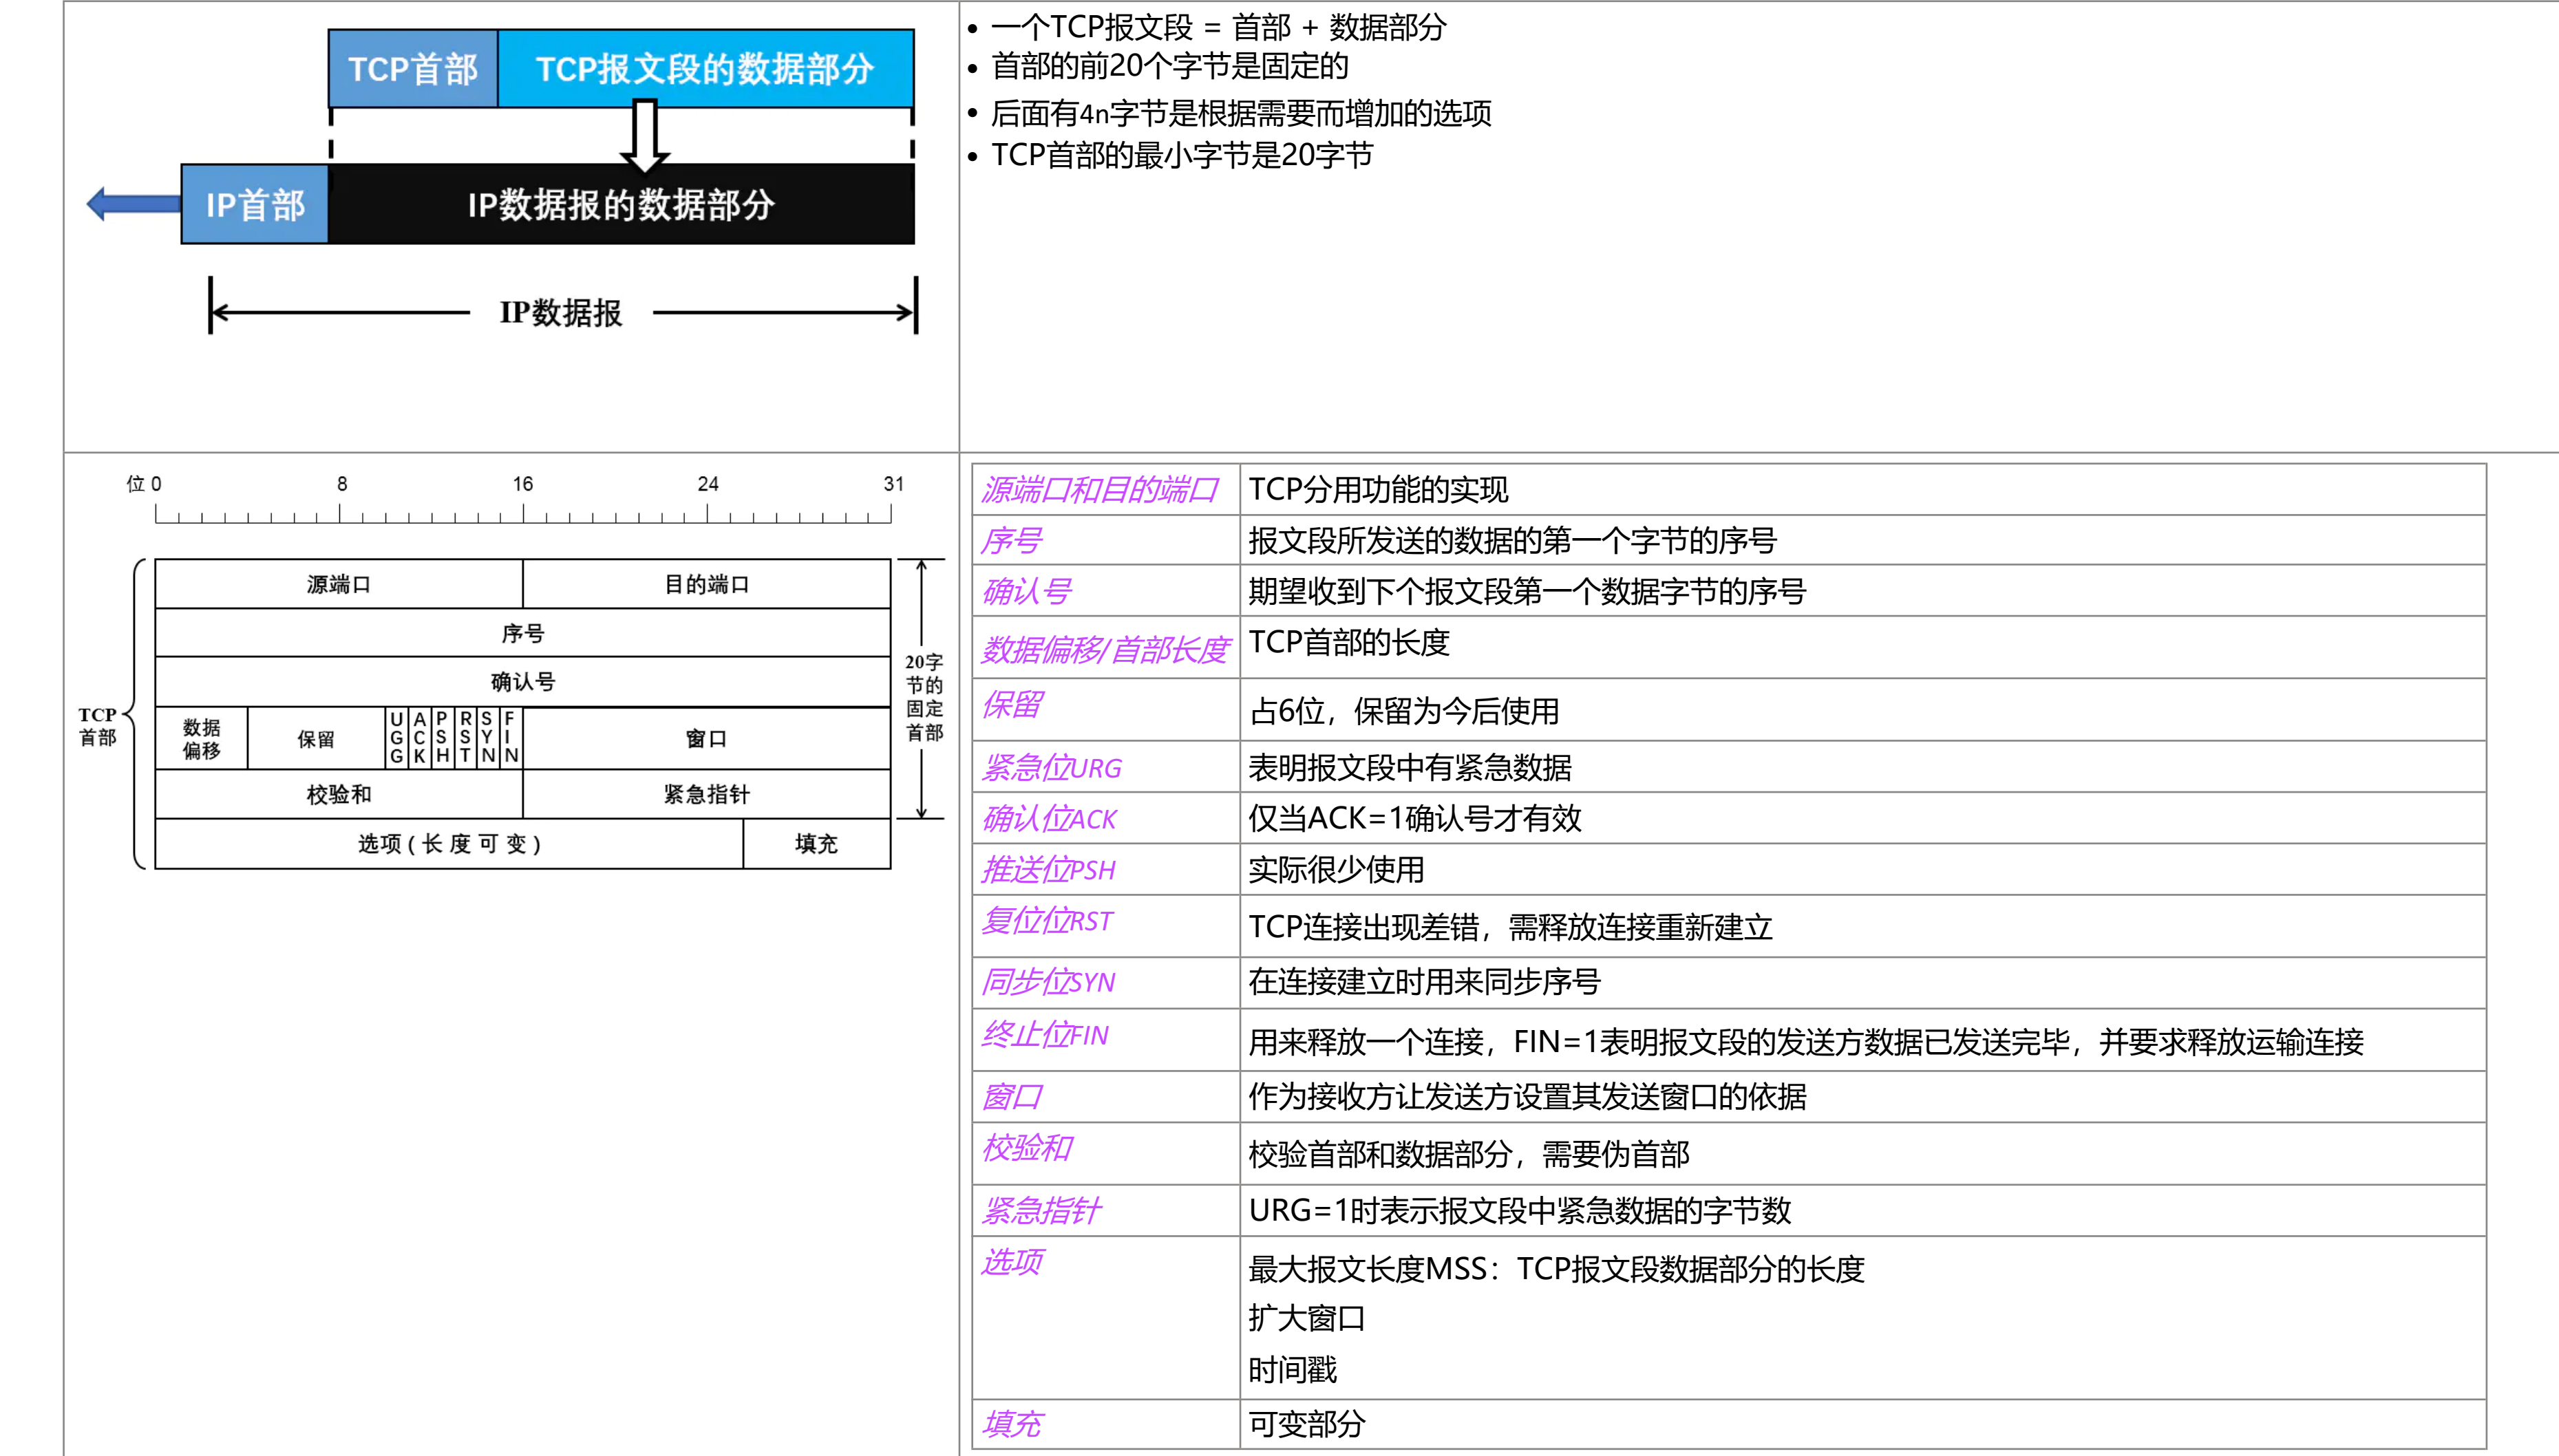 TCP首部 TCP报文段的数据部分
IP首部 IP数据报的数据部分
IP数据报
一个TCP报文段 = 首部 + 数据部分
首部的前20个字节是固定的
后面有4n字节是根据需要而增加的选项
TCP首部的最小字节是20字节
位 0 8 16 24 31
TCP
首部
源端口 目的端口
序号
确认号
数据
偏移
保留
UGG ACK PSH RST SYN FIN
窗口
校验和 紧急指针
选项 ( 长 度 可 变 ) 填充
20字
节的
固定
首部
源端口和目的端口 TCP分用功能的实现
序号 报文段所发送的数据的第一个字节的序号
确认号 期望收到下个报文段第一个数据字节的序号
数据偏移/首部长度 TCP首部的长度
保留 占6位，保留为今后使用
紧急位URG 表明报文段中有紧急数据
确认位ACK 仅当ACK=1确认号才有效
推送位PSH 实际很少使用
复位位RST TCP连接出现差错，需释放连接重新建立
同步位SYN 在连接建立时用来同步序号
终止位FIN 用来释放一个连接，FIN=1表明报文段的发送方数据已发送完毕，并要求释放运输连接
窗口 作为接收方让发送方设置其发送窗口的依据
校验和 校验首部和数据部分，需要伪首部
紧急指针 URG=1时表示报文段中紧急数据的字节数
选项 最大报文长度MSS：TCP报文段数据部分的长度
扩大窗口
时间戳
填充 可变部分